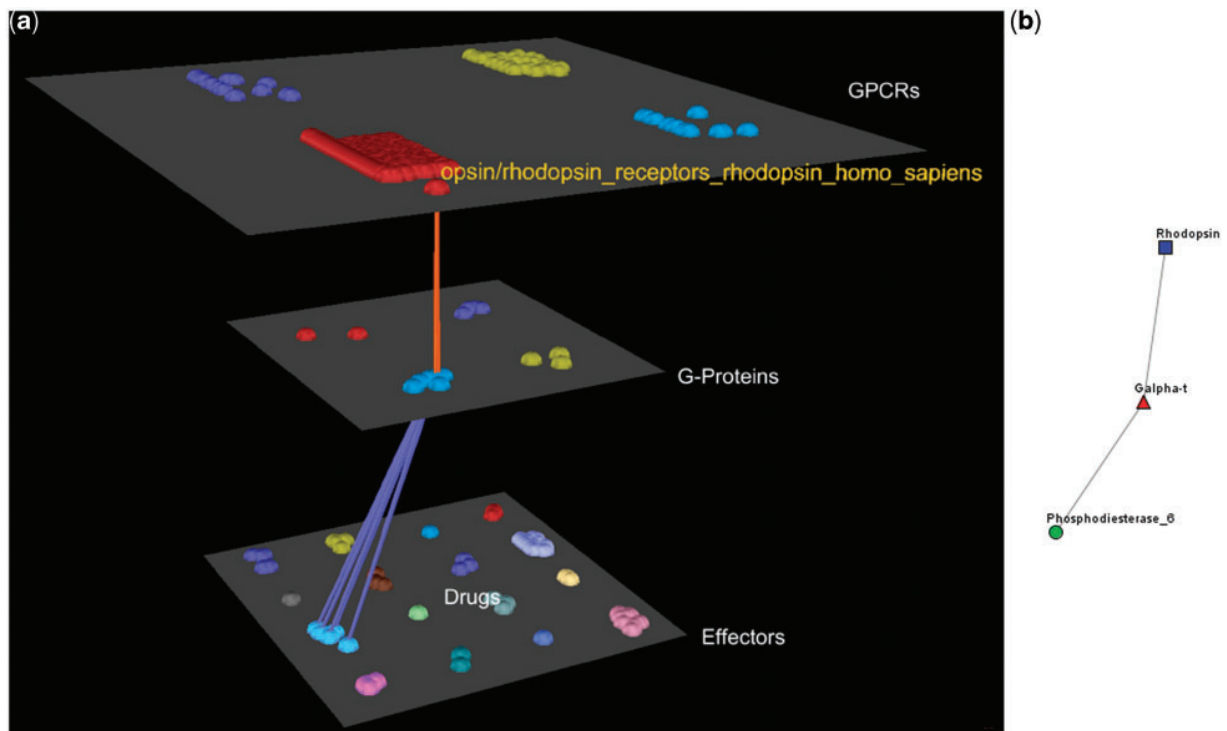 (a)
(b)
GPCRs
opsin/rhodopsin_receptors_rhodopsin_homo_sapiens
Rhodopsin
G-Proteins
Galpha-t
Phosphodiesterase_6
Drugs
Effectors